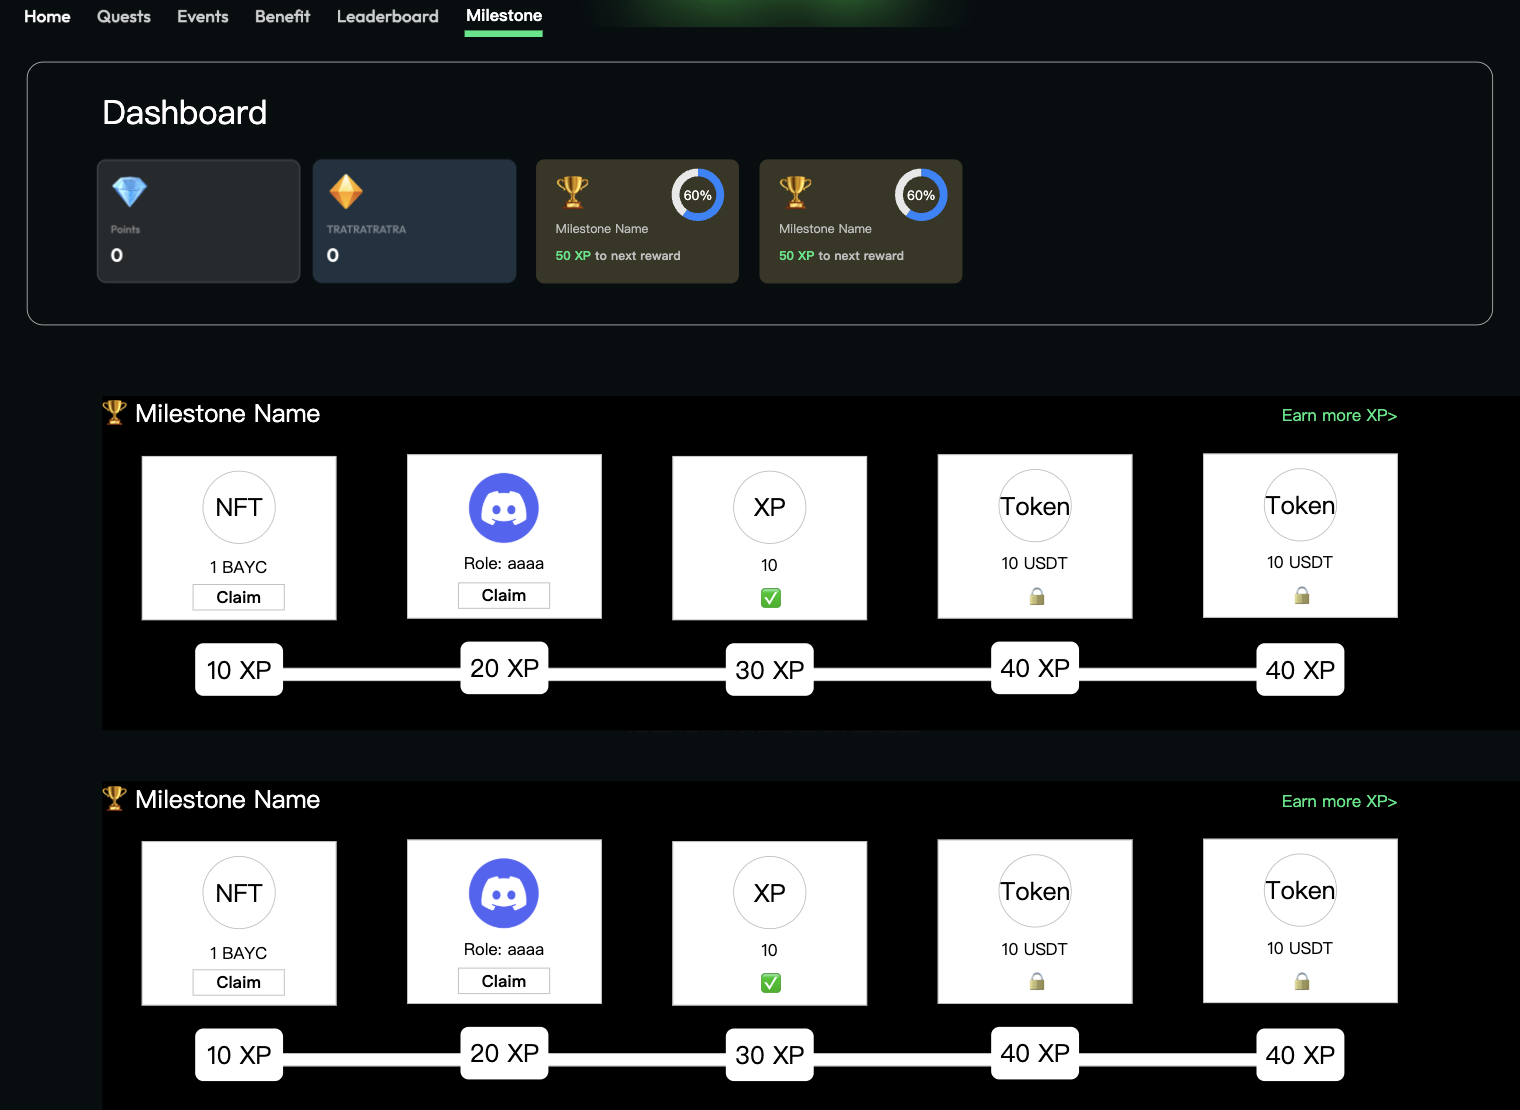 Home Quests Events Benefit Leaderboard Milestone
Dashboard
Points
0
TRATRATRATRA
0
60%
Milestone Name
50 XP to next reward
60%
Milestone Name
50 XP to next reward
Milestone Name
Earn more XP>
NFT
1 BAYC
Claim
Role: aaaa
Claim
XP
10
Token
10 USDT
Token
10 USDT
10 XP
20 XP
30 XP
40 XP
40 XP
Milestone Name
Earn more XP>
NFT
1 BAYC
Claim
Role: aaaa
Claim
XP
10
Token
10 USDT
Token
10 USDT
10 XP
20 XP
30 XP
40 XP
40 XP